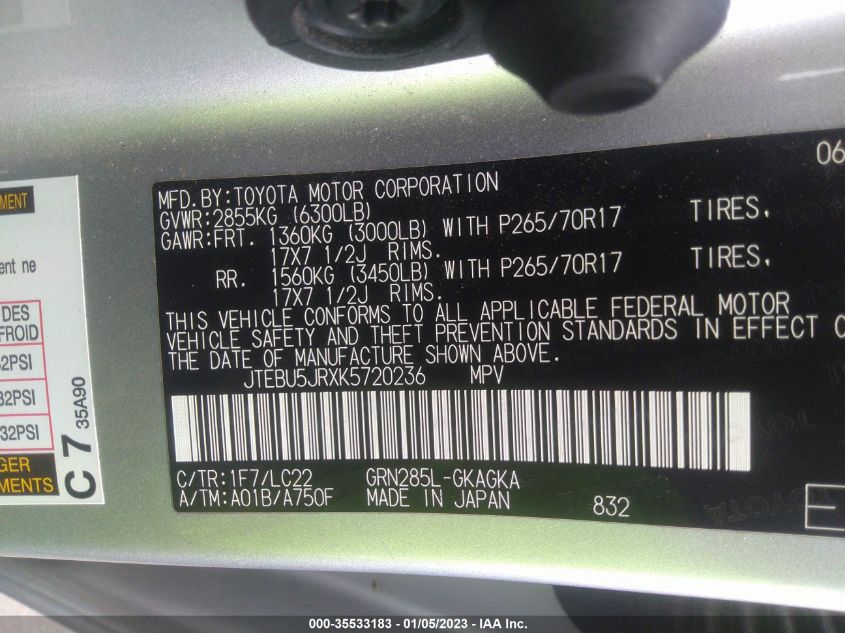 06
MFD.BY:TOYOTA MOTOR CORPORATION
GVWR:2855KG (6300LB)
GAWR:FRT. 1360KG (3000LB) WITH P265/70R17 TIRES.
17X7 1/2J RIMS.
RR. 1560KG (3450LB) WITH P265/70R17 TIRES.
17X7 1/2J RIMS.
THIS VEHICLE CONFORMS TO ALL APPLICABLE FEDERAL MOTOR
VEHICLE SAFETY AND THEFT PREVENTION STANDARDS IN EFFECT O
THE DATE OF MANUFACTURE SHOWN ABOVE.
JTEBU5JRXK5720236 MPV
C/TR:1F7/LC22 GRN285L-GKAGKA
A/TM:A01B/A750F MADE IN JAPAN 832
E
EMENT
ent ne
DES
FROID
32PSI
32PSI
32PSI
GER
MENTS
C 7 35A90
TOYOTA
000-35533183 - 01/05/2023 - IAA Inc.